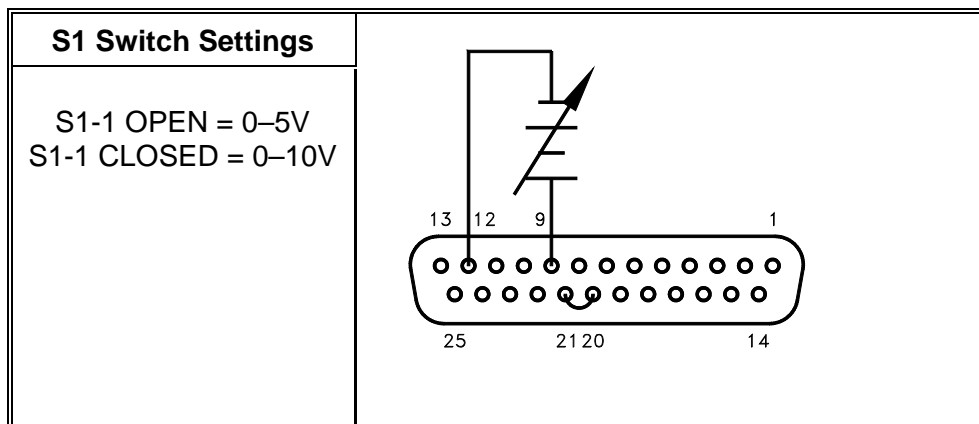 S1 Switch Settings
S1-1 OPEN = 0–5V
S1-1 CLOSED = 0–10V
13 12 9 1
25 21 20 14